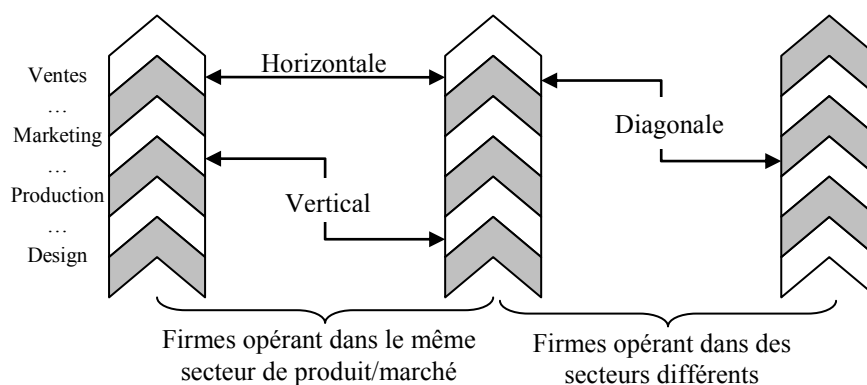 Ventes
…
Marketing
…
Production
…
Design
Horizontale
Vertical
Diagonale
Firmes opérant dans le même
secteur de produit/marché
Firmes opérant dans des
secteurs différents